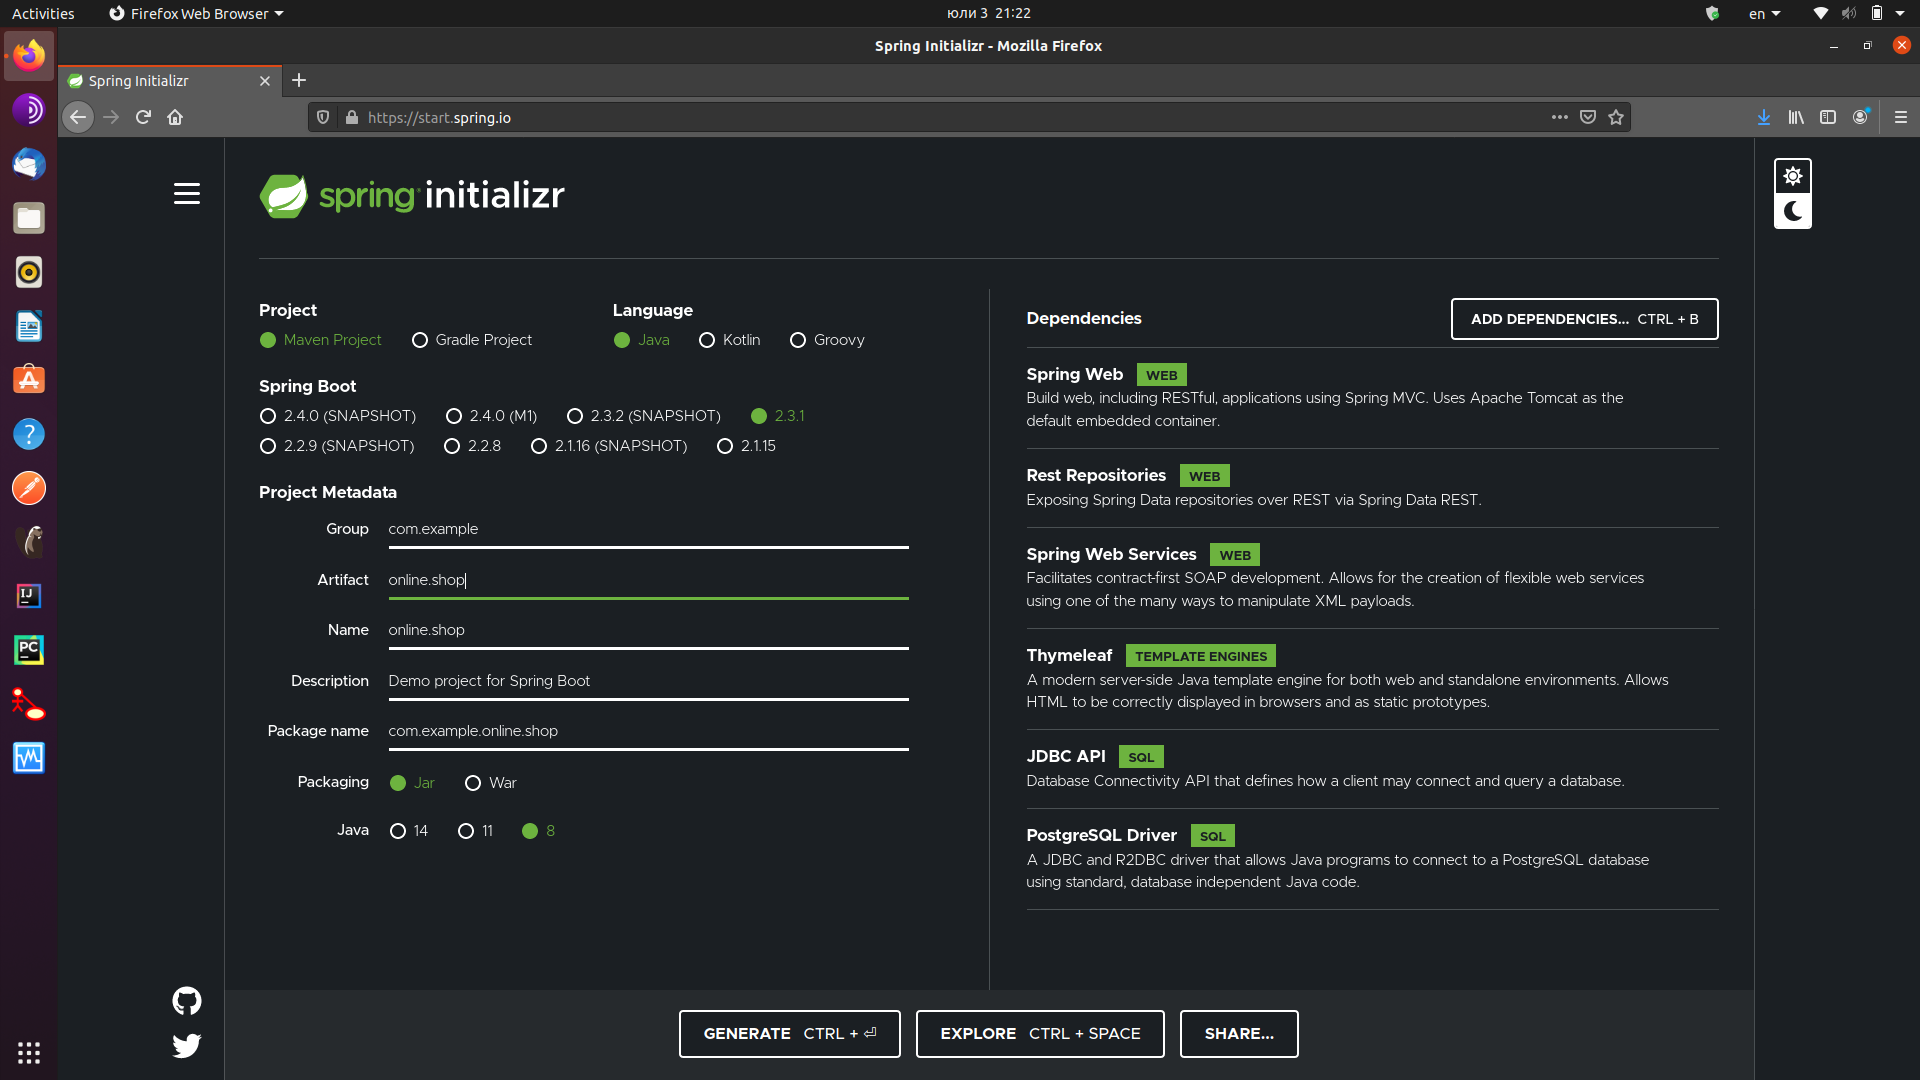 Activities
Firefox Web Browser
юли 3 21:22
en
Spring Initializr - Mozilla Firefox
Spring Initializr
https://start.spring.io
spring initializr
Project
Maven Project
Gradle Project
Language
Java
Kotlin
Groovy
Spring Boot
2.4.0 (SNAPSHOT)
2.4.0 (M1)
2.3.2 (SNAPSHOT)
2.3.1
2.2.9 (SNAPSHOT)
2.2.8
2.1.16 (SNAPSHOT)
2.1.15
Project Metadata
Group com.example
Artifact online.shop
Name online.shop
Description Demo project for Spring Boot
Package name com.example.online.shop
Packaging Jar War
Java 14 11 8
Dependencies
ADD DEPENDENCIES... CTRL + B
Spring Web WEB
Build web, including RESTful, applications using Spring MVC. Uses Apache Tomcat as the
default embedded container.
Rest Repositories WEB
Exposing Spring Data repositories over REST via Spring Data REST.
Spring Web Services WEB
Facilitates contract-first SOAP development. Allows for the creation of flexible web services
using one of the many ways to manipulate XML payloads.
Thymeleaf TEMPLATE ENGINES
A modern server-side Java template engine for both web and standalone environments. Allows
HTML to be correctly displayed in browsers and as static prototypes.
JDBC API SQL
Database Connectivity API that defines how a client may connect and query a database.
PostgreSQL Driver SQL
A JDBC and R2DBC driver that allows Java programs to connect to a PostgreSQL database
using standard, database independent Java code.
GENERATE CTRL + ⏎
EXPLORE CTRL + SPACE
SHARE...
IJ
PC